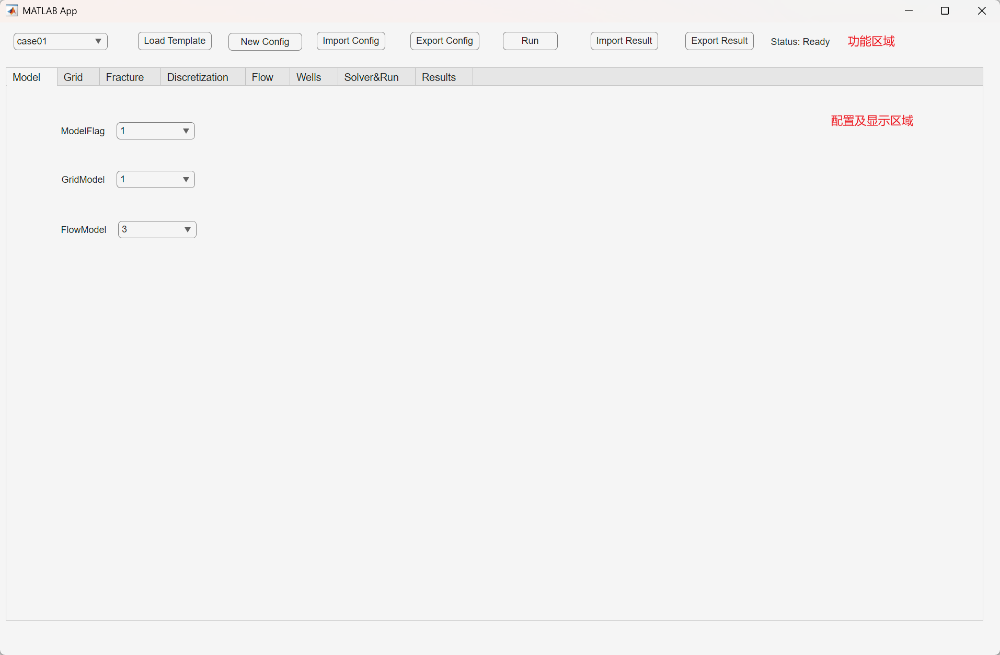 MATLAB App
case01 Load Template New Config Import Config Export Config Run Import Result Export Result Status: Ready 功能区域
Model Grid Fracture Discretization Flow Wells Solver&Run Results
配置及显示区域
ModelFlag 1
GridModel 1
FlowModel 3